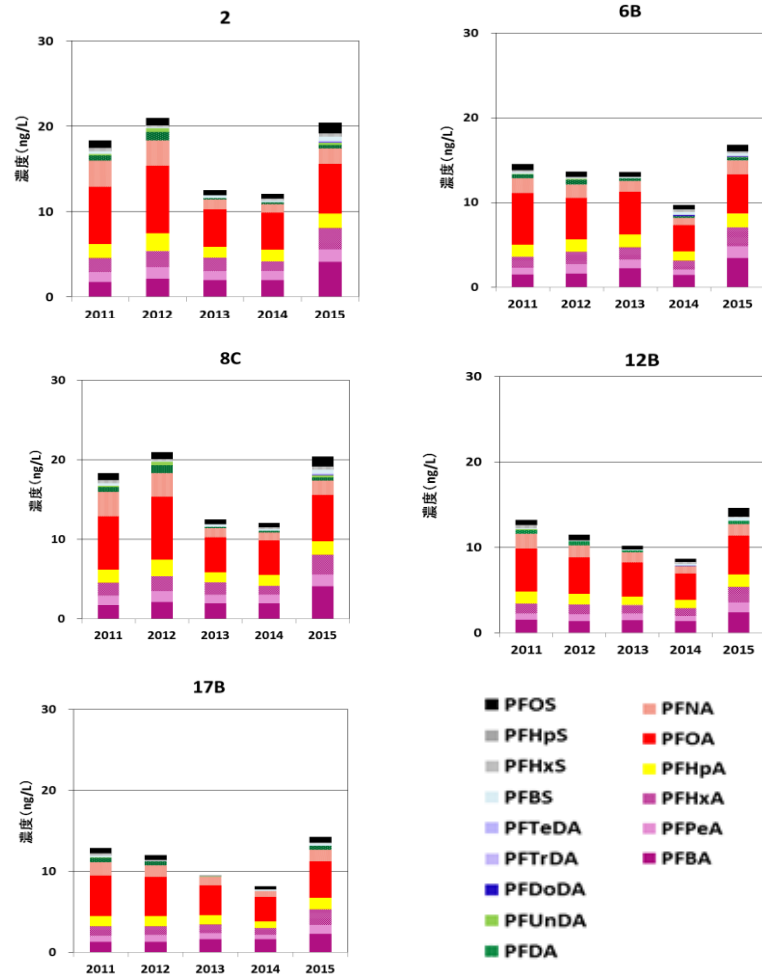 2
30
20
10
0
濃度(ng/L)
2011 2012 2013 2014 2015
6B
30
20
10
0
濃度(ng/L)
2011 2012 2013 2014 2015
8C
30
20
10
0
濃度(ng/L)
2011 2012 2013 2014 2015
12B
30
20
10
0
濃度(ng/L)
2011 2012 2013 2014 2015
17B
30
20
10
0
濃度(ng/L)
2011 2012 2013 2014 2015
PFOS
PFHpS
PFHxS
PFBS
PFTeDA
PFTrDA
PFDoDA
PFUnDA
PFDA
PFNA
PFOA
PFHpA
PFHxA
PFPeA
PFBA